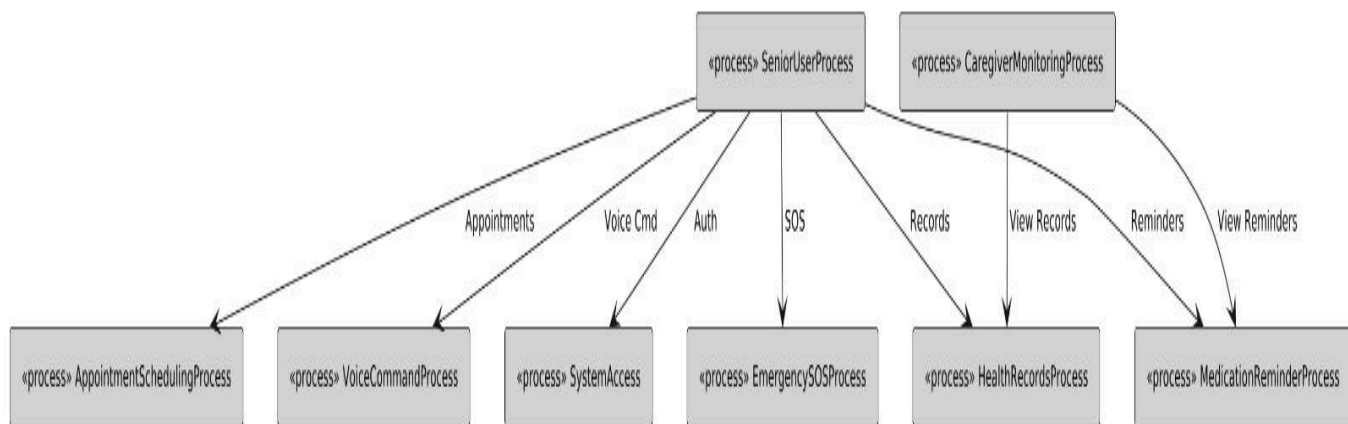 «process» SeniorUserProcess
«process» CaregiverMonitoringProcess
Appointments
Voice Cmd
Auth
SOS
Records
View Records
Reminders
View Reminders
«process» AppointmentSchedulingProcess
«process» VoiceCommandProcess
«process» SystemAccess
«process» EmergencySOSProcess
«process» HealthRecordsProcess
«process» MedicationReminderProcess